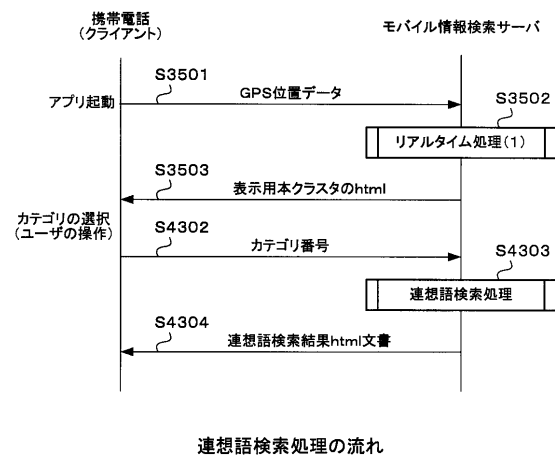 携帯電話
(クライアント)
モバイル情報検索サーバ
S3501
アプリ起動
GPS位置データ
S3502
リアルタイム処理(1)
S3503
表示用本クラスタのhtml
カテゴリの選択
(ユーザの操作)
S4302
カテゴリ番号
S4303
連想語検索処理
S4304
連想語検索結果html文書
連想語検索処理の流れ